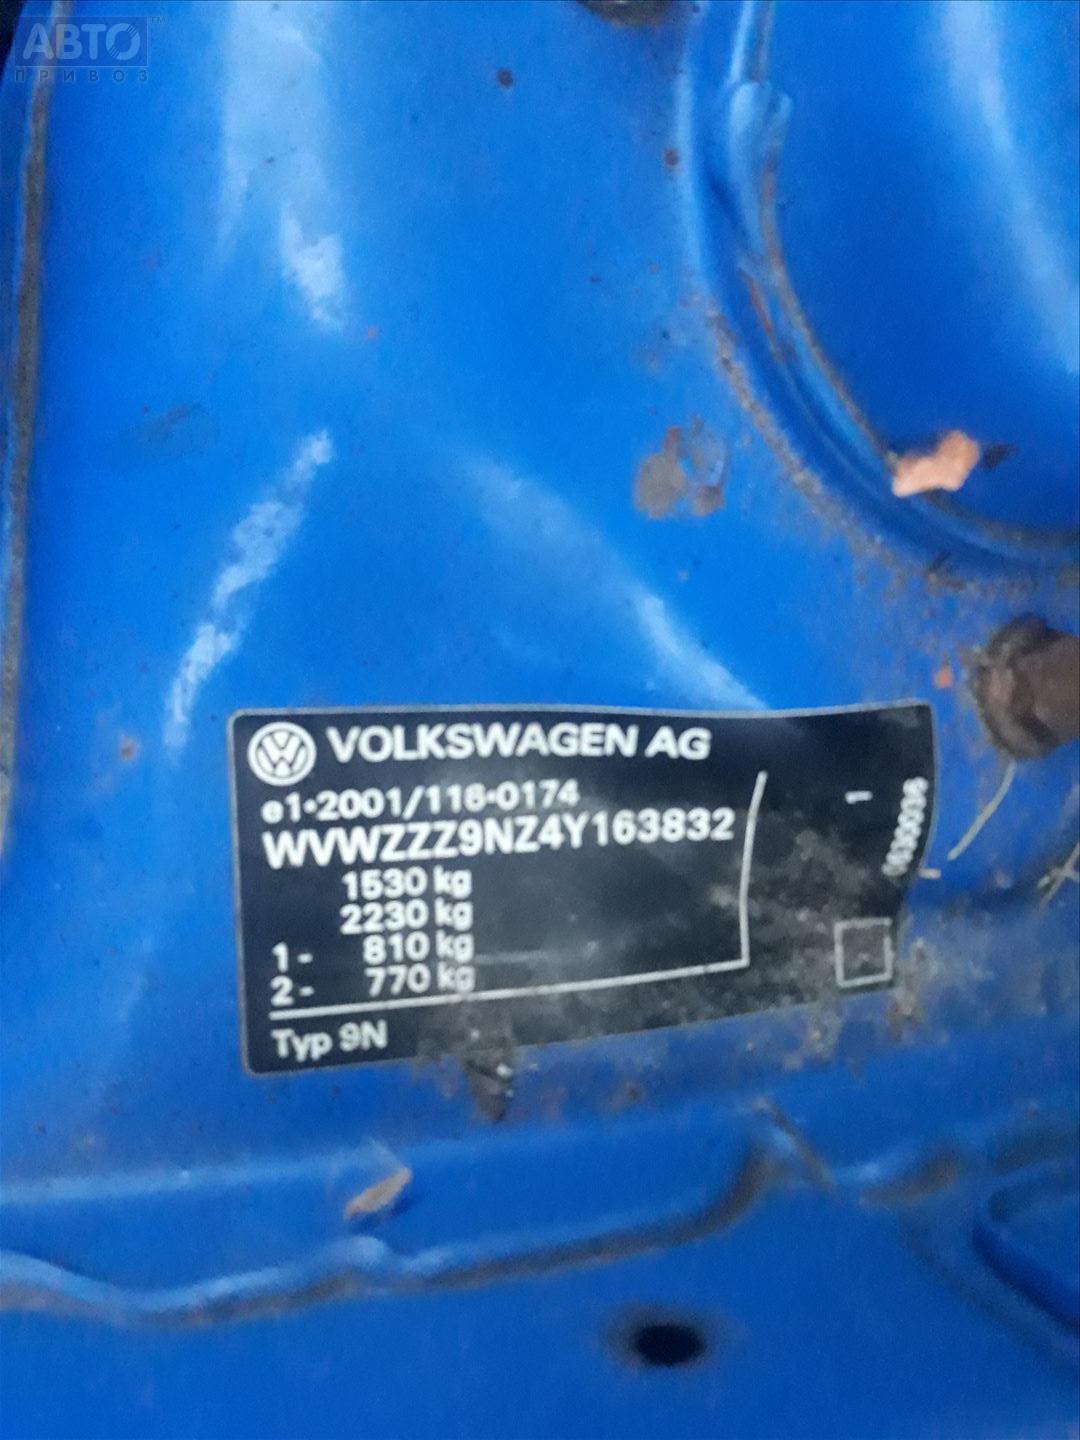 АВТО
ПРИВОЗ
VOLKSWAGEN AG
e1*2001/116*0174
WVWZZZ9NZ4Y163832
1530 kg
2230 kg
1- 810 kg
2- 770 kg
Typ 9N
1